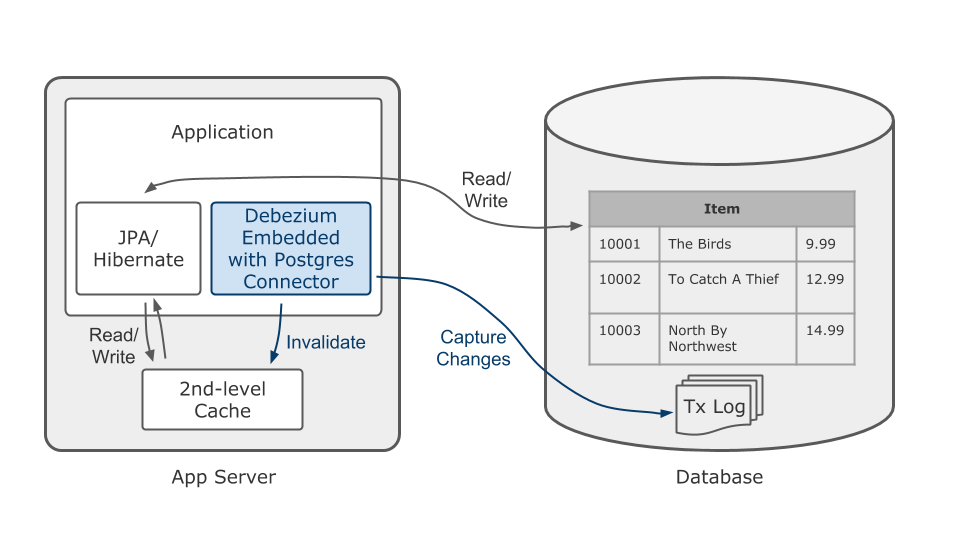 Application
JPA/
Hibernate
Debezium
Embedded
with Postgres
Connector
Read/
Write
Invalidate
2nd-level
Cache
App Server
Read/
Write
Capture
Changes
Item
10001 The Birds 9.99
10002 To Catch A Thief 12.99
10003 North By 14.99
Northwest
Tx Log
Database